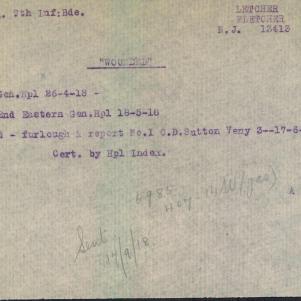 . 7th Inf:Bde.
LETCHER
FLETCHER
N.J. 13413
"WOUNDED"
Gen.Hpl 26-4-18 -
2nd Eastern Gen.Hpl 18-5-18
- furlough & report No.1 C.D.Sutton Veny 3--17-6-
Cert. by Hpl Index.
Sent
14/9/18.
A